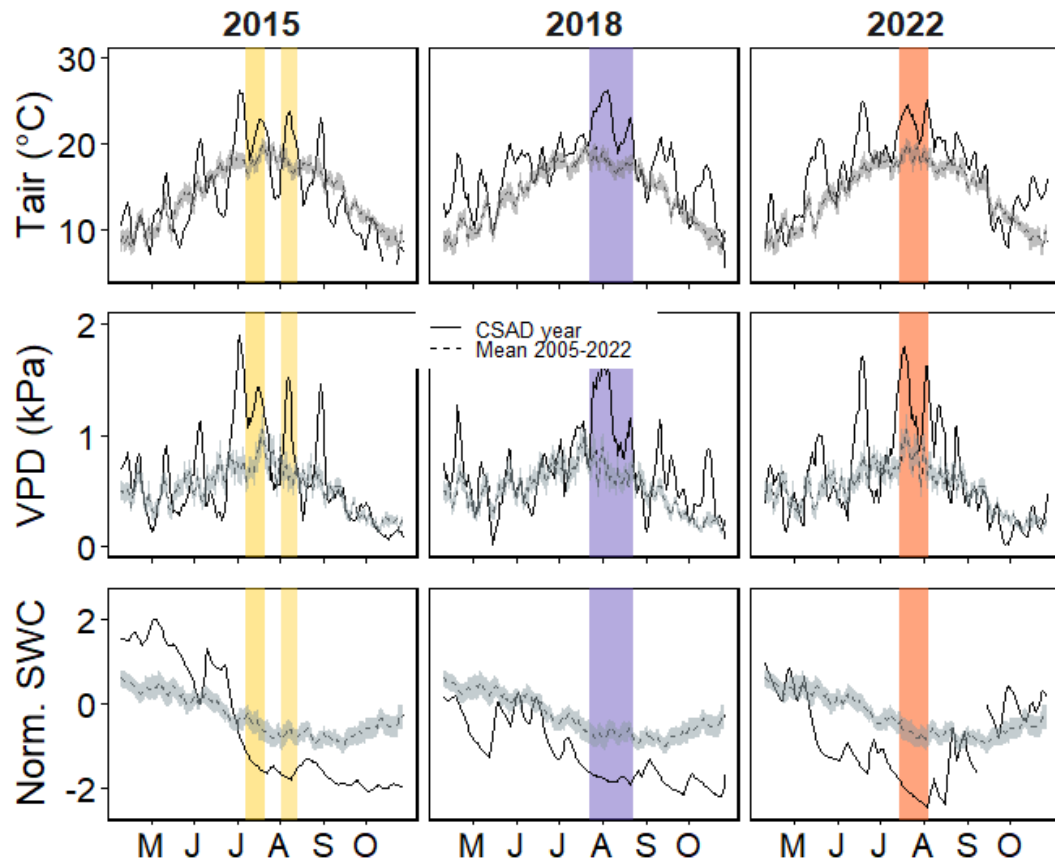 2015 2018 2022
Tair (°C)
30
20
10
VPD (kPa)
2
1
0
CSAD year
Mean 2005-2022
Norm. SWC
2
0
-2
M J J A S O M J J A S O M J J A S O